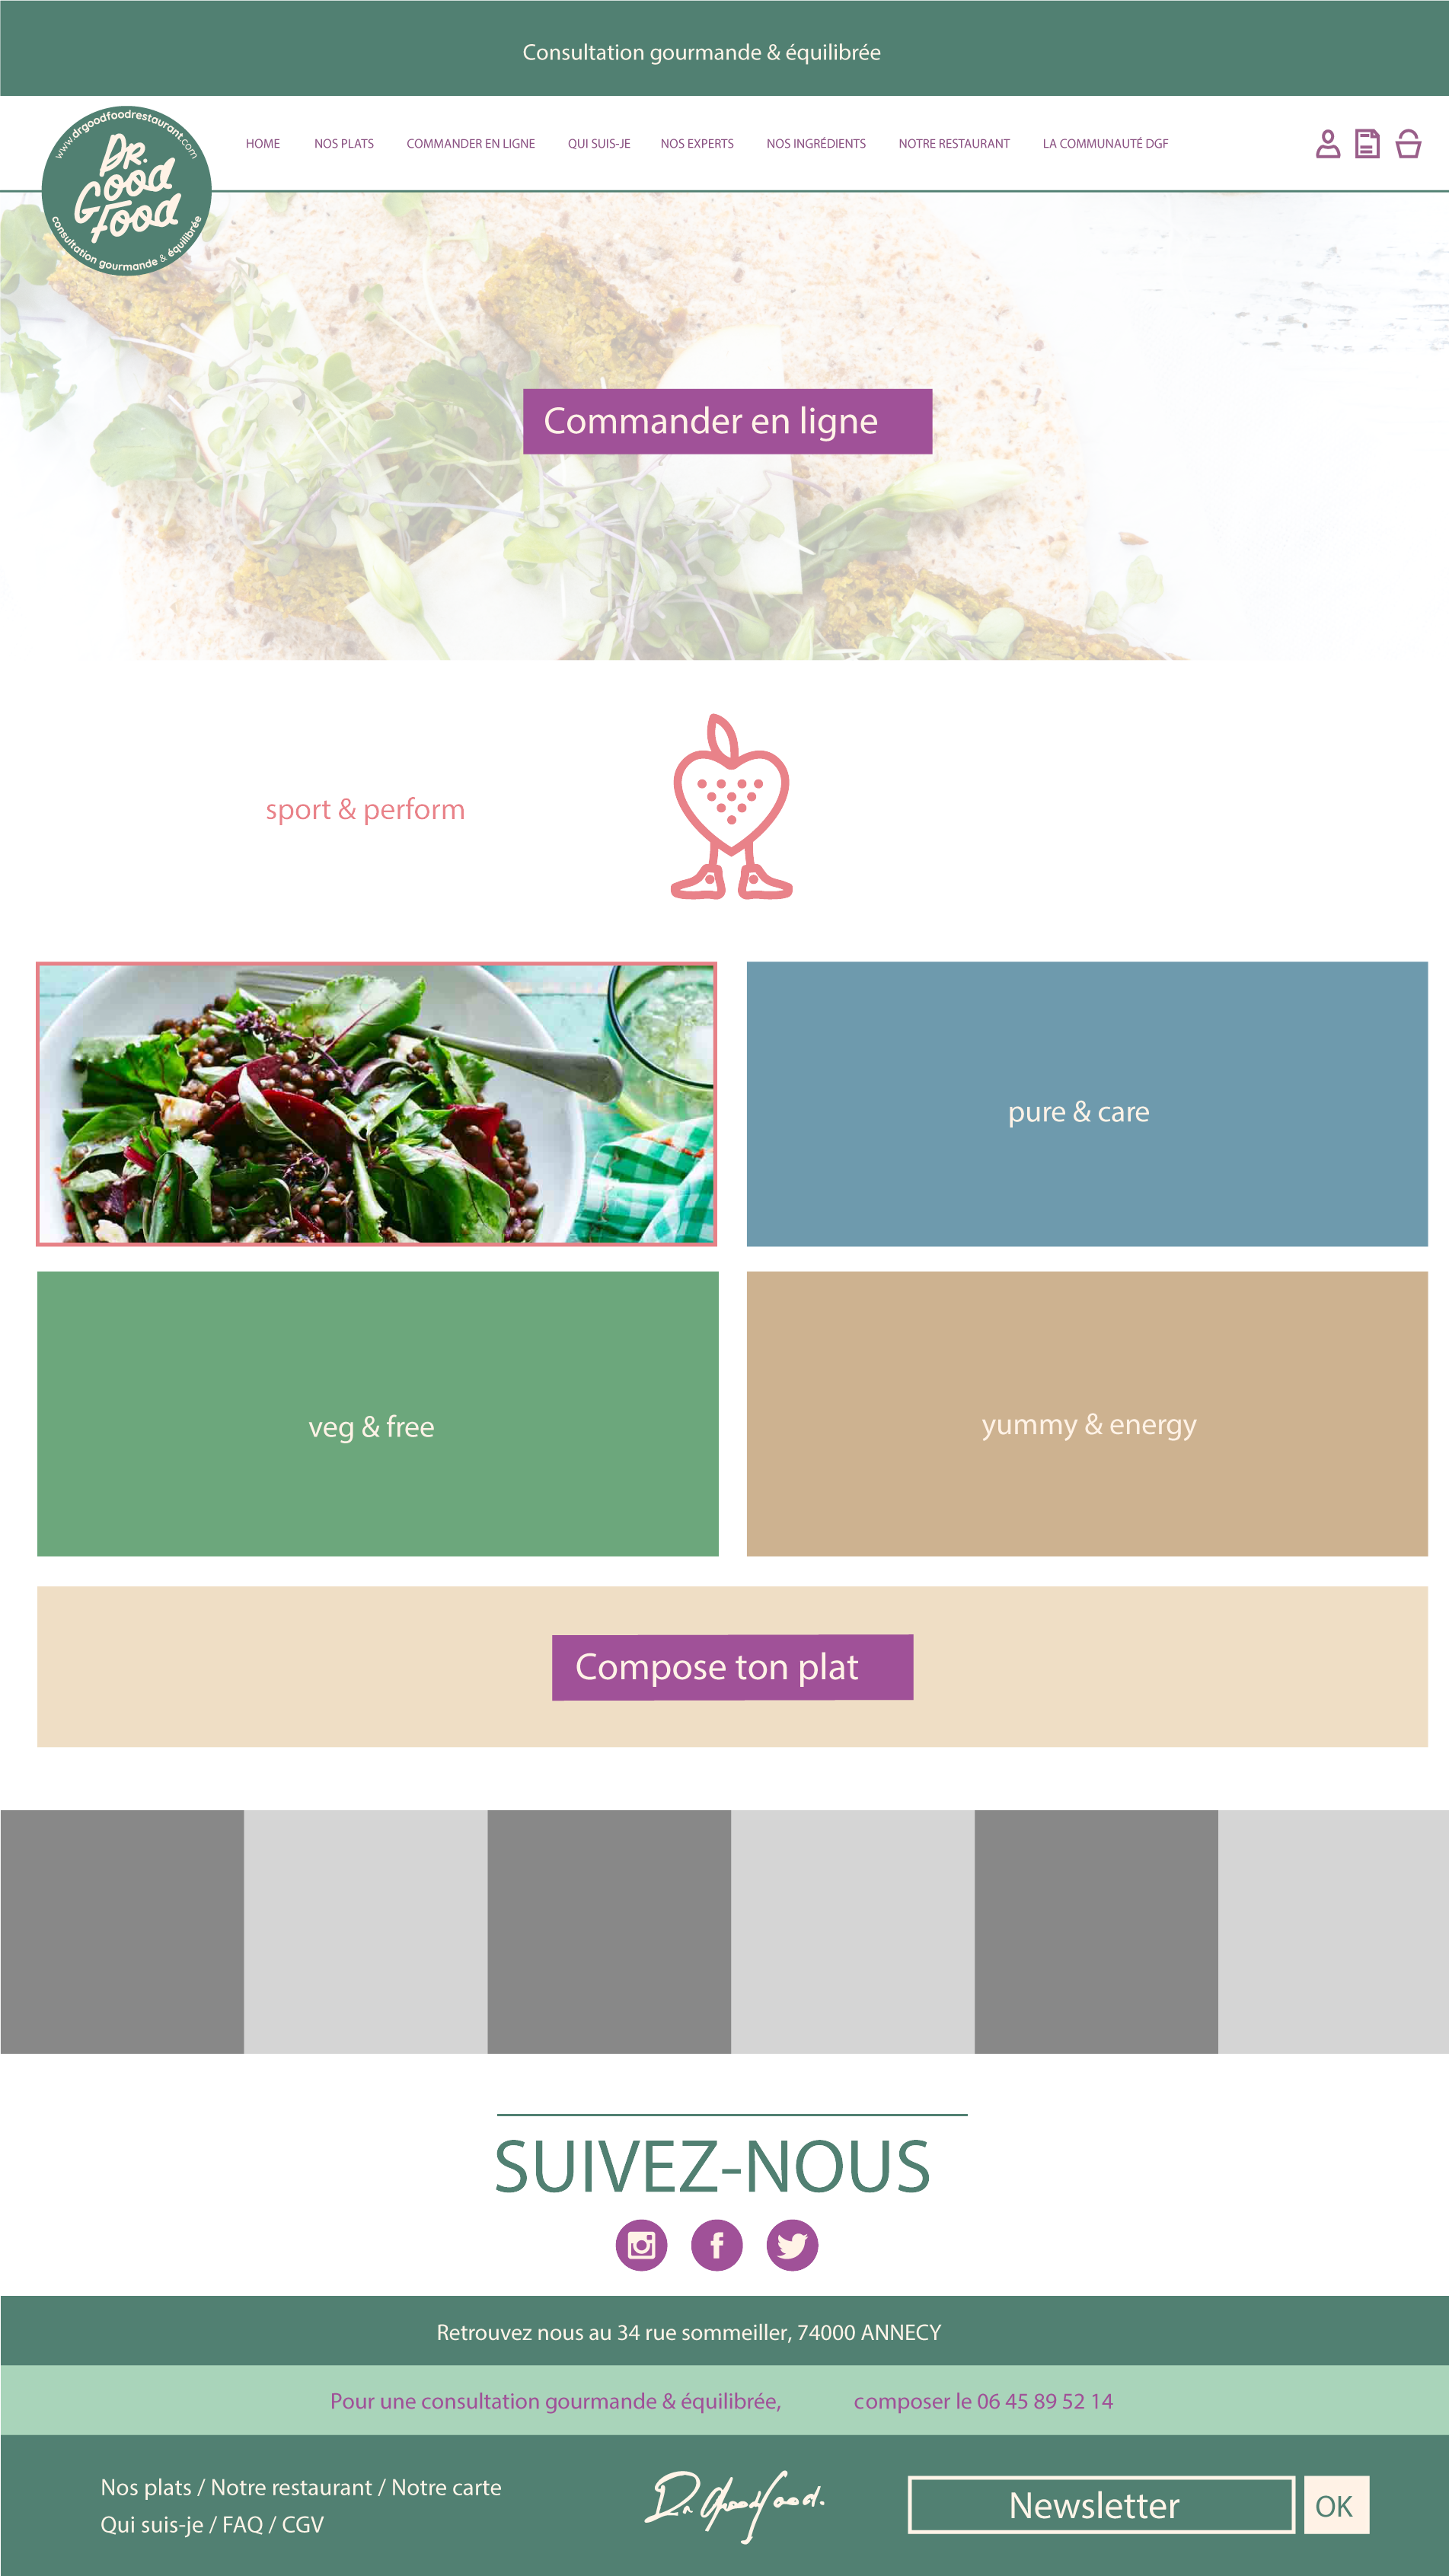 Consultation gourmande & équilibrée
www.drgoodfoodrestaurant.com
DR.
Good
Food
consultation gourmande & équilibrée
HOME NOS PLATS COMMANDER EN LIGNE QUI SUIS-JE NOS EXPERTS NOS INGRÉDIENTS NOTRE RESTAURANT LA COMMUNAUTÉ DGF
Commander en ligne
sport & perform
pure & care
veg & free
yummy & energy
Compose ton plat
SUIVEZ-NOUS
Retrouvez nous au 34 rue sommeiller, 74000 ANNECY
Pour une consultation gourmande & équilibrée, composer le 06 45 89 52 14
Nos plats / Notre restaurant / Notre carte
Qui suis-je / FAQ / CGV
Dr Goodfood.
Newsletter OK